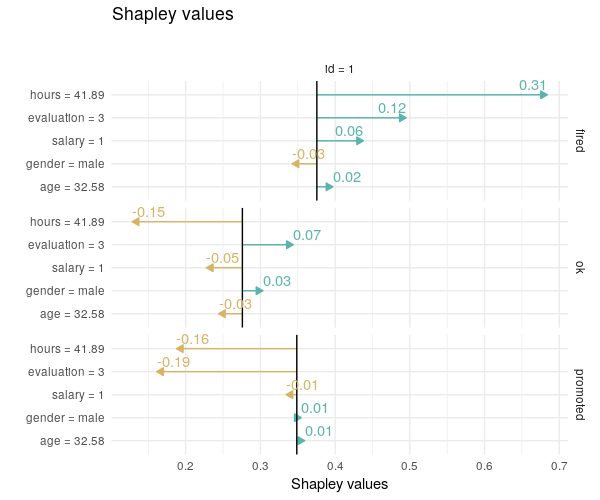 Shapley values
id = 1
hours = 41.89
0.31
evaluation = 3
0.12
salary = 1
0.06
gender = male
-0.03
age = 32.58
0.02
fired
hours = 41.89
-0.15
evaluation = 3
0.07
salary = 1
-0.05
gender = male
0.03
age = 32.58
-0.03
ok
hours = 41.89
-0.16
evaluation = 3
-0.19
salary = 1
-0.01
gender = male
0.01
age = 32.58
0.01
promoted
0.2 0.3 0.4 0.5 0.6 0.7
Shapley values